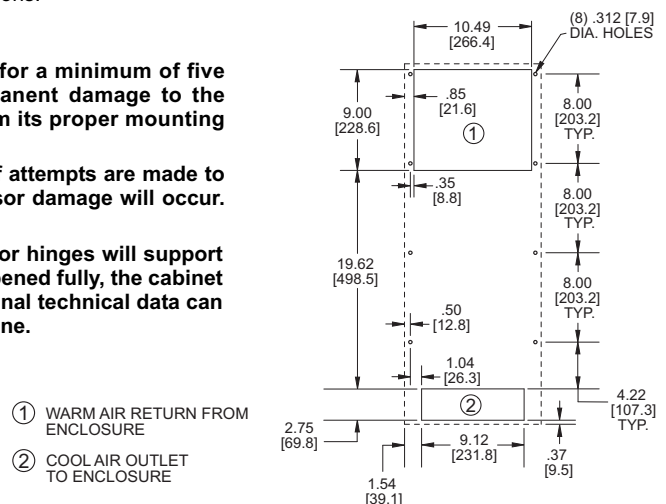 for a minimum of five
anent damage to the
its proper mounting
attempts are made to
sor damage will occur.
or hinges will support
ened fully, the cabinet
nal technical data can
ne.
① WARM AIR RETURN FROM
ENCLOSURE
② COOL AIR OUTLET
TO ENCLOSURE
10.49
[266.4]
(8) .312 [7.9]
DIA. HOLES
9.00
[228.6]
.85
[21.6]
①
8.00
[203.2]
TYP.
.35
[8.8]
8.00
[203.2]
TYP.
19.62
[498.5]
8.00
[203.2]
TYP.
.50
[12.8]
1.04
[26.3]
②
4.22
[107.3]
TYP.
2.75
[69.8]
9.12
[231.8]
.37
[9.5]
1.54
[39.1]